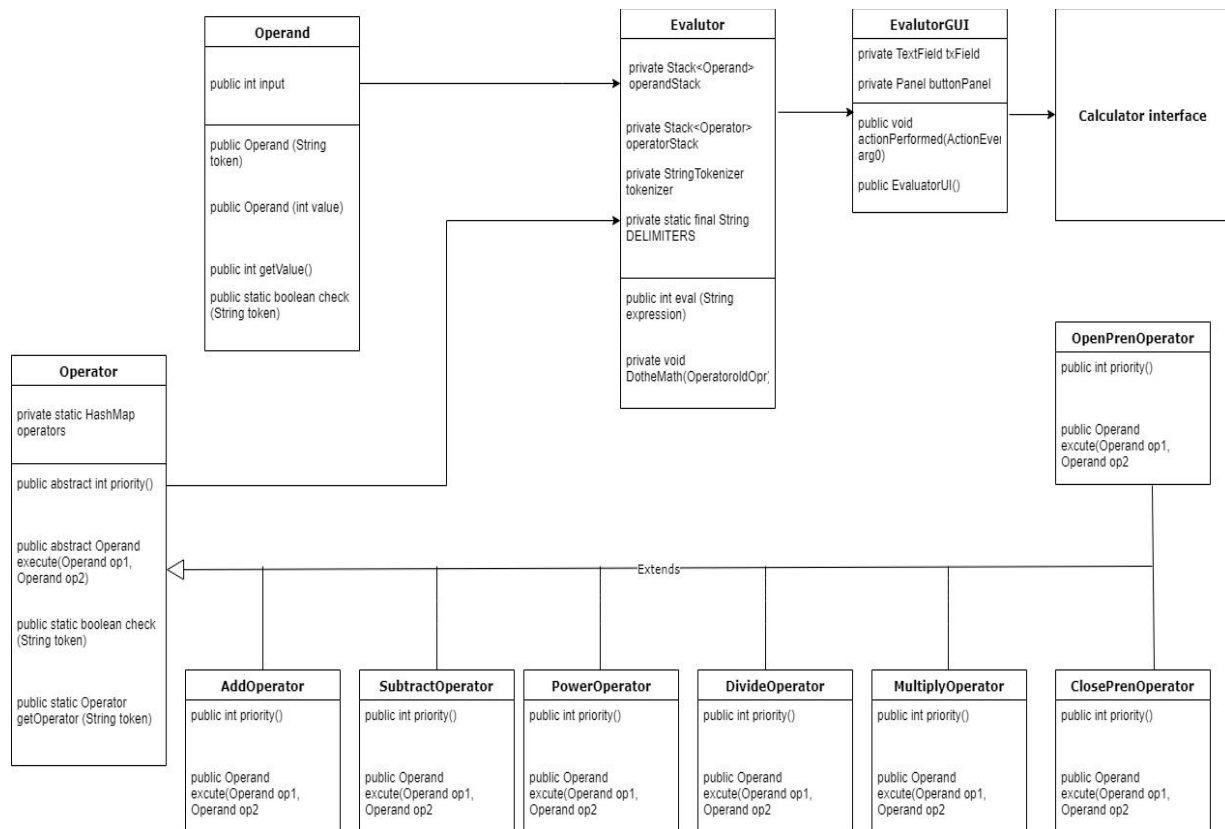 Operand
public int input
public Operand (String
token)
public Operand (int value)
public int getValue()
public static boolean check
(String token)
Evalutor
private Stack<Operand>
operandStack
private Stack<Operator>
operatorStack
private StringTokenizer
tokenizer
private static final String
DELIMITERS
public int eval (String
expression)
private void
DotheMath(OperatoroldOpr)
EvalutorGUI
private TextField txField
private Panel buttonPanel
public void
actionPerformed(ActionEver
arg0)
public EvaluatorUI()
Calculator interface
Operator
private static HashMap
operators
public abstract int priority()
public abstract Operand
execute(Operand op1,
Operand op2)
public static boolean check
(String token)
public static Operator
getOperator (String token)
OpenPrenOperator
public int priority()
public Operand
excute(Operand op1,
Operand op2
Extends
AddOperator
public int priority()
public Operand
excute(Operand op1,
Operand op2
SubtractOperator
public int priority()
public Operand
excute(Operand op1,
Operand op2
PowerOperator
public int priority()
public Operand
excute(Operand op1,
Operand op2
DivideOperator
public int priority()
public Operand
excute(Operand op1,
Operand op2
MultiplyOperator
public int priority()
public Operand
excute(Operand op1,
Operand op2
ClosePrenOperator
public int priority()
public Operand
excute(Operand op1,
Operand op2